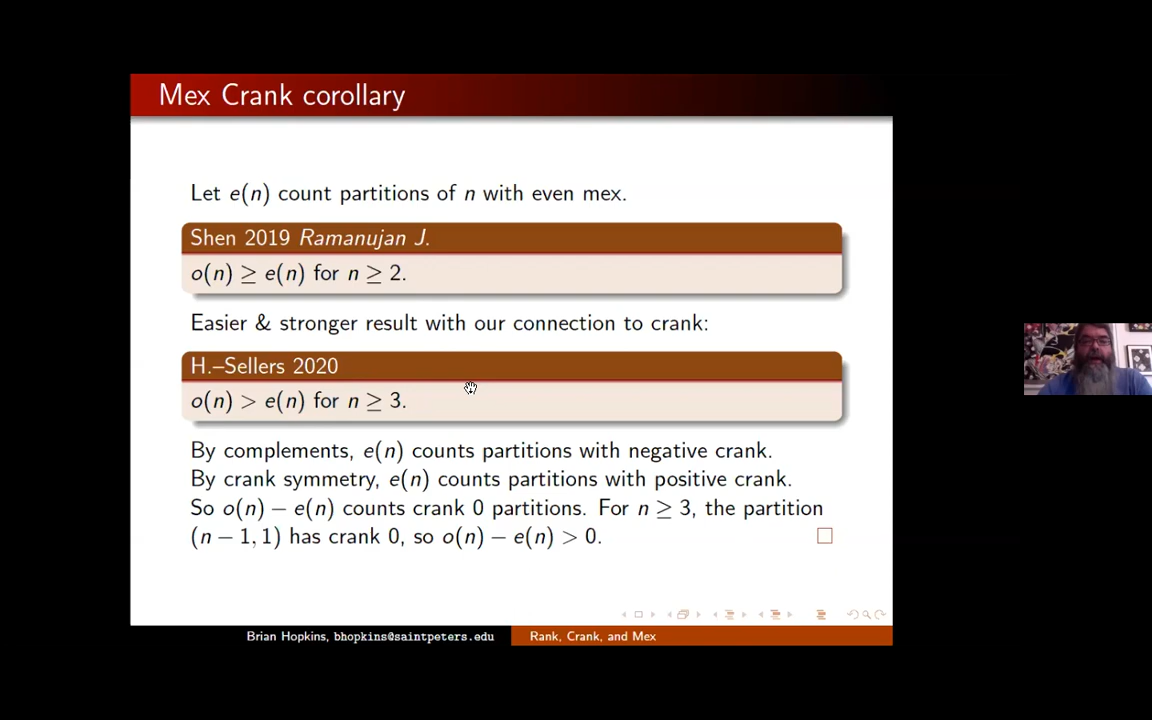 Mex Crank corollary
Let e(n) count partitions of n with even mex.
Shen 2019 Ramanujan J.
o(n) ≥ e(n) for n ≥ 2.
Easier & stronger result with our connection to crank:
H.–Sellers 2020
o(n) > e(n) for n ≥ 3.
By complements, e(n) counts partitions with negative crank.
By crank symmetry, e(n) counts partitions with positive crank.
So o(n) − e(n) counts crank 0 partitions. For n ≥ 3, the partition
(n − 1, 1) has crank 0, so o(n) − e(n) > 0.
Brian Hopkins, bhopkins@saintpeters.edu
Rank, Crank, and Mex